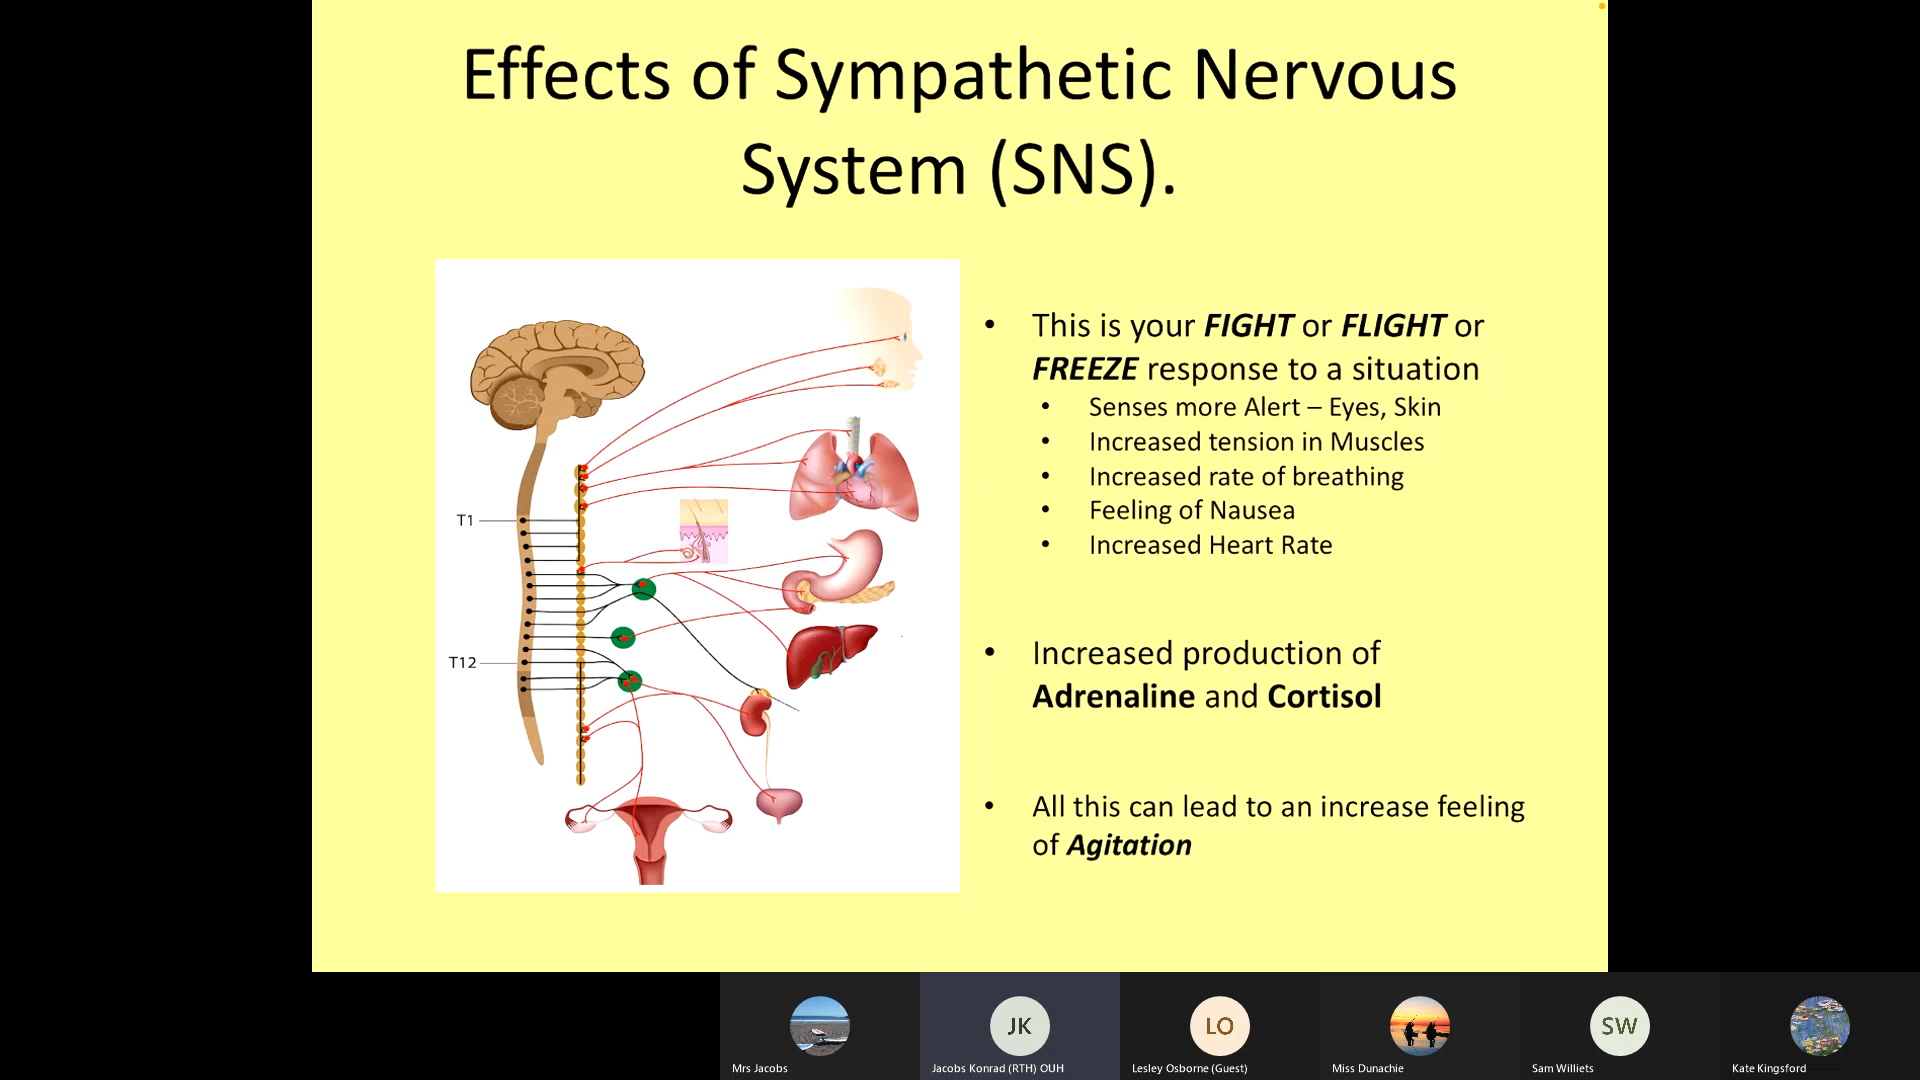 Effects of Sympathetic Nervous
System (SNS).
T1
T12
• This is your FIGHT or FLIGHT or
FREEZE response to a situation
• Senses more Alert – Eyes, Skin
• Increased tension in Muscles
• Increased rate of breathing
• Feeling of Nausea
• Increased Heart Rate
• Increased production of
Adrenaline and Cortisol
• All this can lead to an increase feeling
of Agitation
JK
LO
SW
Mrs Jacobs
Jacobs Konrad (RTH) OUH
Lesley Osborne (Guest)
Miss Dunachie
Sam Williets
Kate Kingsford